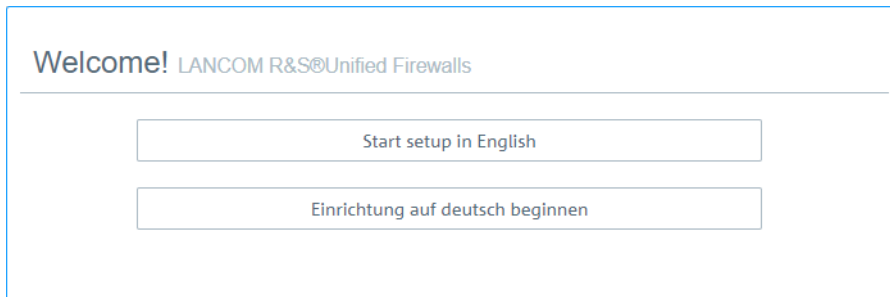 Welcome! LANCOM R&S®Unified Firewalls
Start setup in English
Einrichtung auf deutsch beginnen